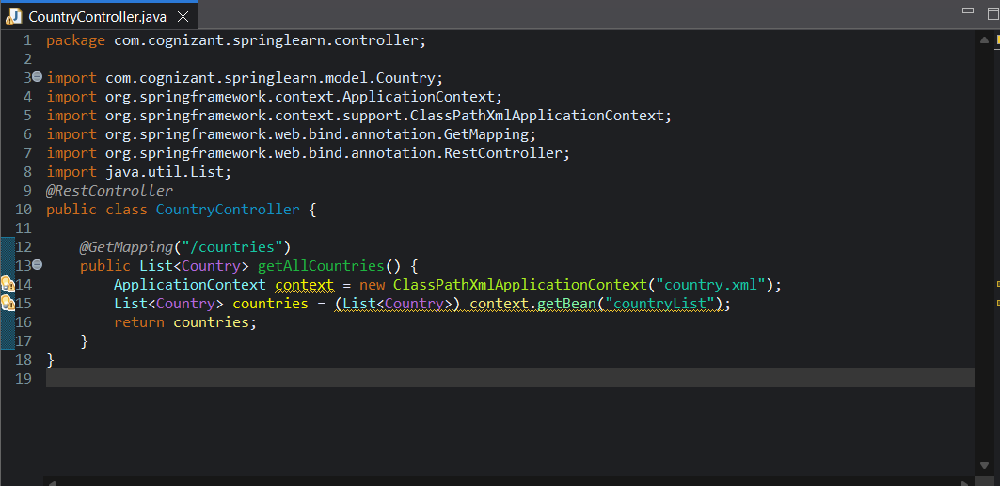 CountryController.java
1 package com.cognizant.springlearn.controller;
2
3 import com.cognizant.springlearn.model.Country;
4 import org.springframework.context.ApplicationContext;
5 import org.springframework.context.support.ClassPathXmlApplicationContext;
6 import org.springframework.web.bind.annotation.GetMapping;
7 import org.springframework.web.bind.annotation.RestController;
8 import java.util.List;
9 @RestController
10 public class CountryController {
11
12     @GetMapping("/countries")
13     public List<Country> getAllCountries() {
14         ApplicationContext context = new ClassPathXmlApplicationContext("country.xml");
15         List<Country> countries = (List<Country>) context.getBean("countryList");
16         return countries;
17     }
18 }
19